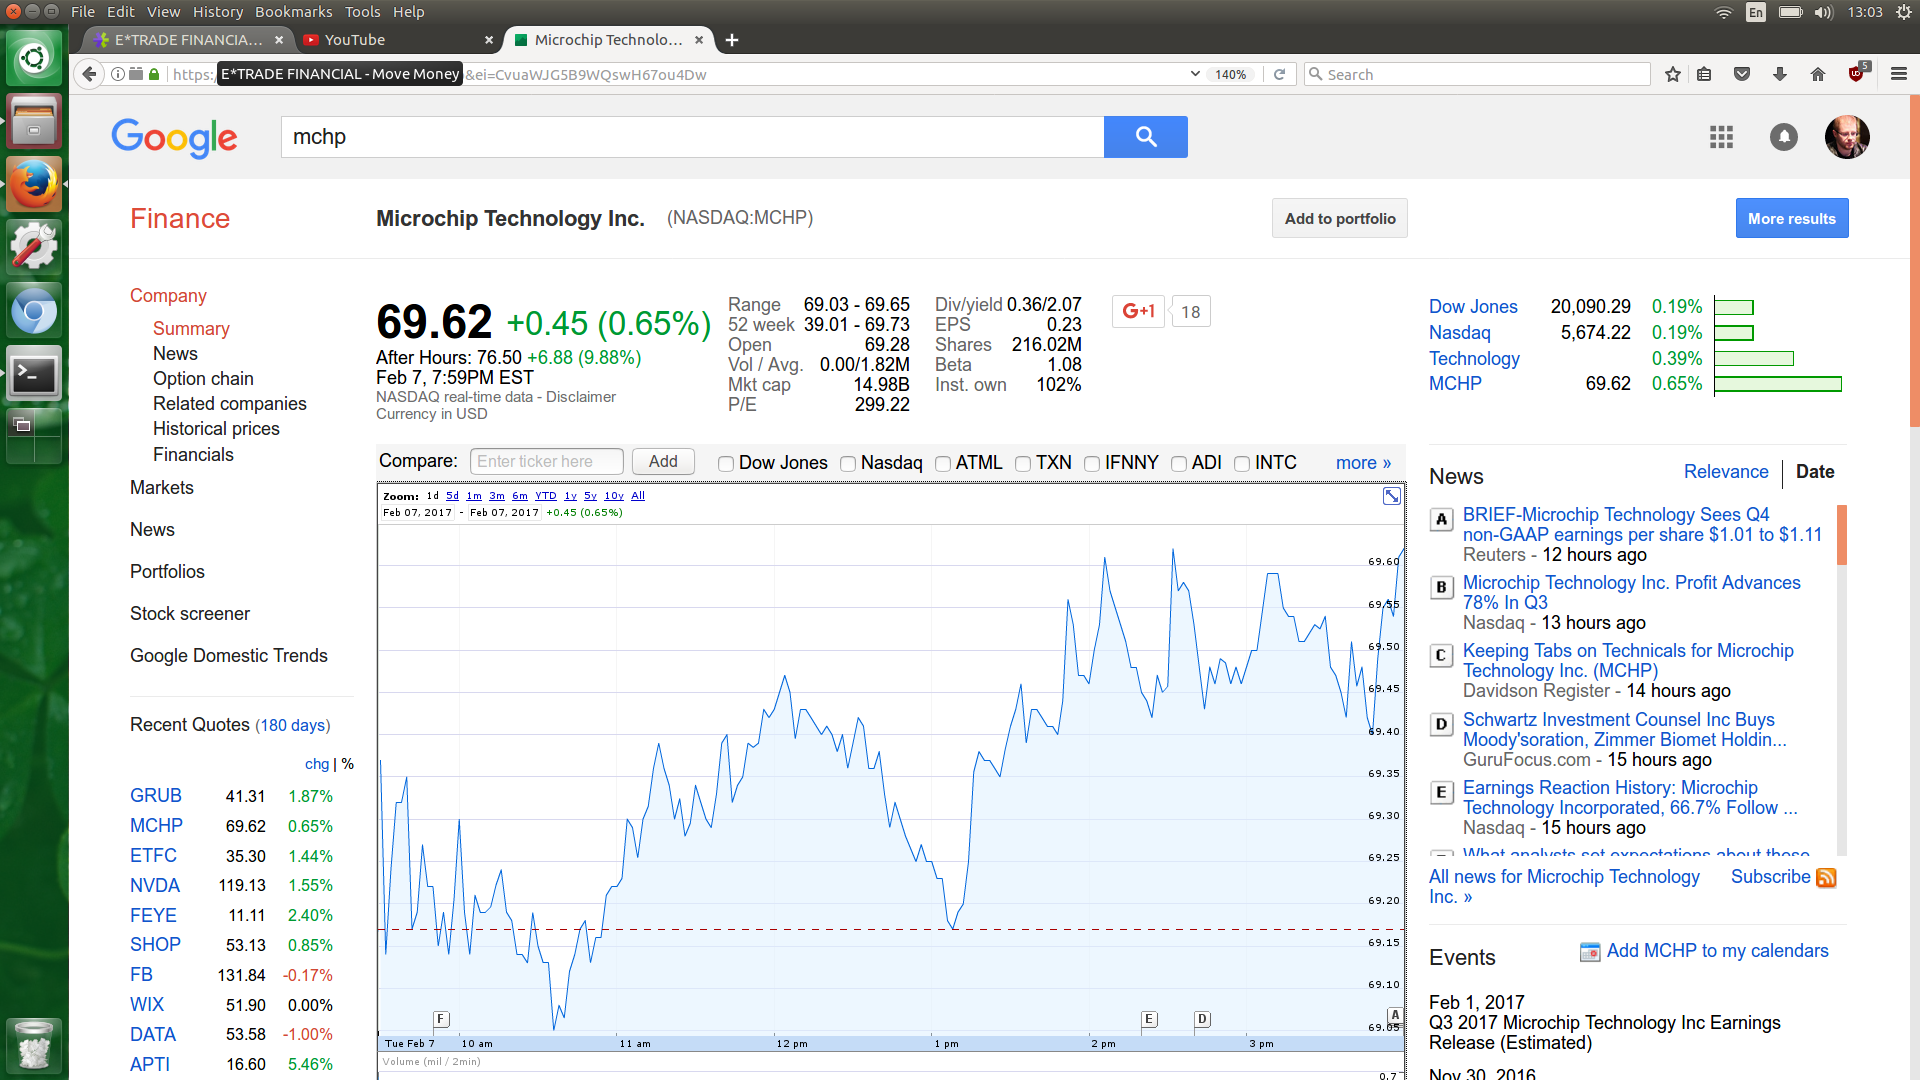 File Edit View History Bookmarks Tools Help
En 13:03
E*TRADE FINANCIA...
YouTube
Microchip Technolo...
https:
E*TRADE FINANCIAL - Move Money
&ei=CvuaWJG5B9WQswH67ou4Dw
140%
Search
5
Google
mchp
Finance
Microchip Technology Inc. (NASDAQ:MCHP)
Add to portfolio
More results
Company
Summary
News
Option chain
Related companies
Historical prices
Financials
Markets
News
Portfolios
Stock screener
Google Domestic Trends
Recent Quotes (180 days)
chg | %
GRUB 41.31 1.87%
MCHP 69.62 0.65%
ETFC 35.30 1.44%
NVDA 119.13 1.55%
FEYE 11.11 2.40%
SHOP 53.13 0.85%
FB 131.84 -0.17%
WIX 51.90 0.00%
DATA 53.58 -1.00%
APTI 16.60 5.46%
69.62 +0.45 (0.65%)
After Hours: 76.50 +6.88 (9.88%)
Feb 7, 7:59PM EST
NASDAQ real-time data - Disclaimer
Currency in USD
Range 69.03 - 69.65
52 week 39.01 - 69.73
Open 69.28
Vol / Avg. 0.00/1.82M
Mkt cap 14.98B
P/E 299.22
Div/yield 0.36/2.07
EPS 0.23
Shares 216.02M
Beta 1.08
Inst. own 102%
G+1 18
Compare: Enter ticker here Add Dow Jones Nasdaq ATML TXN IFNNY ADI INTC more »
Zoom: 1d 5d 1m 3m 6m YTD 1y 5y 10y All
Feb 07, 2017 - Feb 07, 2017 +0.45 (0.65%)
69.60
69.55
69.50
69.45
69.40
69.35
69.30
69.25
69.20
69.15
69.10
69.05
F E D A
Tue Feb 7 10 am 11 am 12 pm 1 pm 2 pm 3 pm
Volume (mil / 2min)
0.7
Dow Jones 20,090.29 0.19%
Nasdaq 5,674.22 0.19%
Technology 0.39%
MCHP 69.62 0.65%
News Relevance Date
A BRIEF-Microchip Technology Sees Q4
non-GAAP earnings per share $1.01 to $1.11
Reuters - 12 hours ago
B Microchip Technology Inc. Profit Advances
78% In Q3
Nasdaq - 13 hours ago
C Keeping Tabs on Technicals for Microchip
Technology Inc. (MCHP)
Davidson Register - 14 hours ago
D Schwartz Investment Counsel Inc Buys
Moody'soration, Zimmer Biomet Holdin...
GuruFocus.com - 15 hours ago
E Earnings Reaction History: Microchip
Technology Incorporated, 66.7% Follow ...
Nasdaq - 15 hours ago
What analysts set expectations about these
All news for Microchip Technology
Inc. »
Subscribe
Events
Add MCHP to my calendars
Feb 1, 2017
Q3 2017 Microchip Technology Inc Earnings
Release (Estimated)
Nov 30, 2016